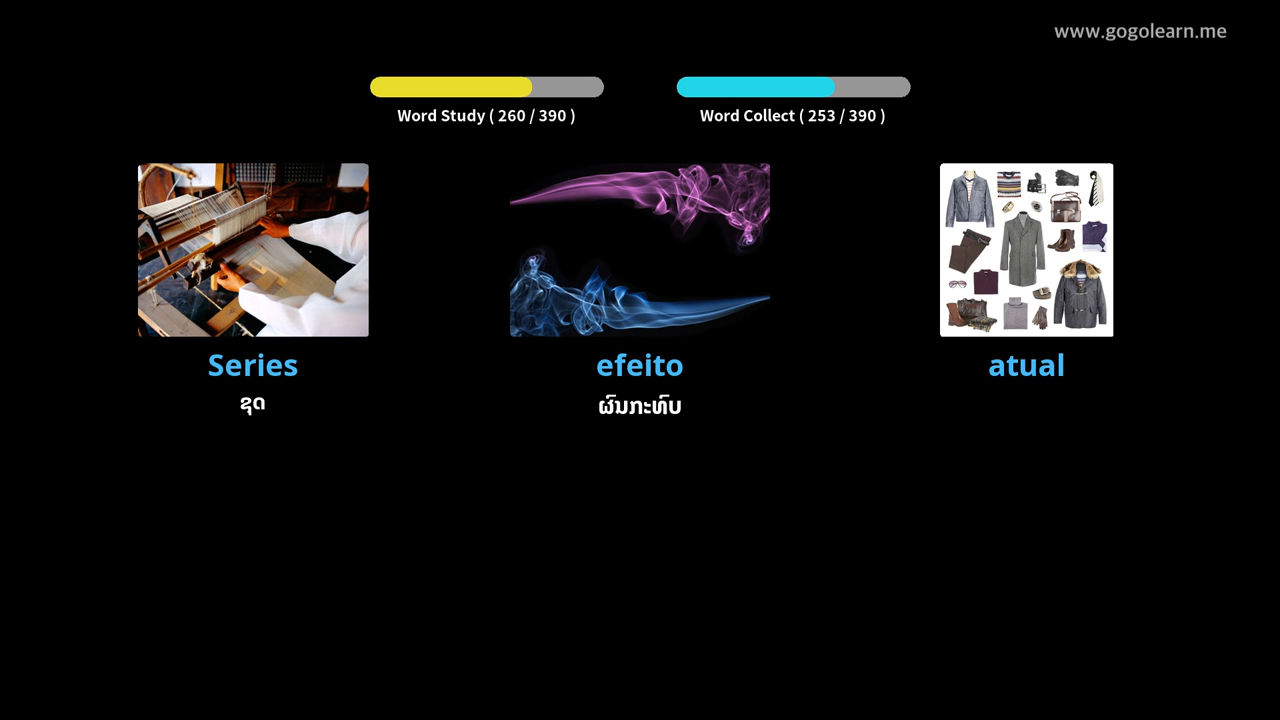 www.gogolearn.me
Word Study ( 260 / 390 )
Word Collect ( 253 / 390 )
Series
ຊຸດ
efeito
ຜົນກະທົບ
atual